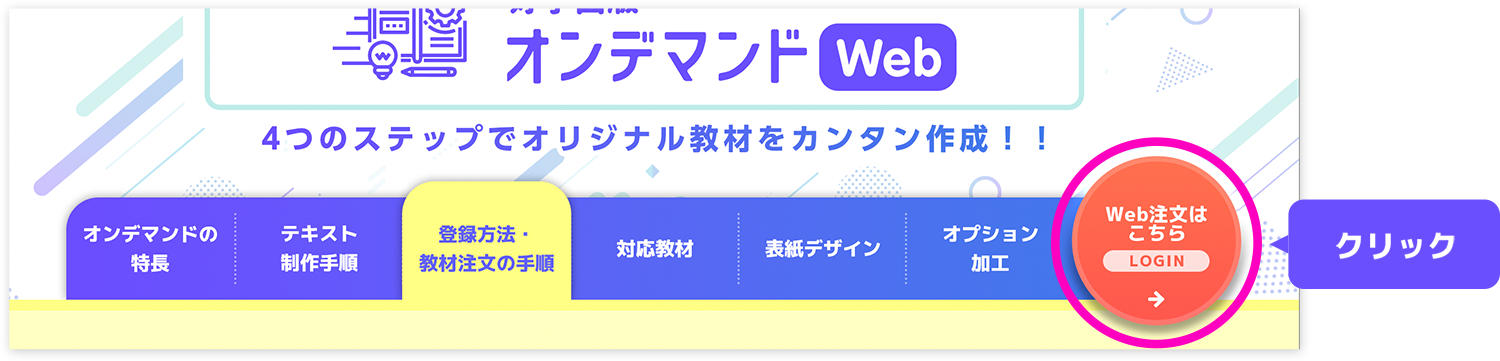 オンデマンド Web
4つのステップでオリジナル教材をカンタン作成！！
オンデマンドの
特長
テキスト
制作手順
登録方法・
教材注文の手順
対応教材
表紙デザイン
オプション
加工
Web注文は
こちら
LOGIN
クリック